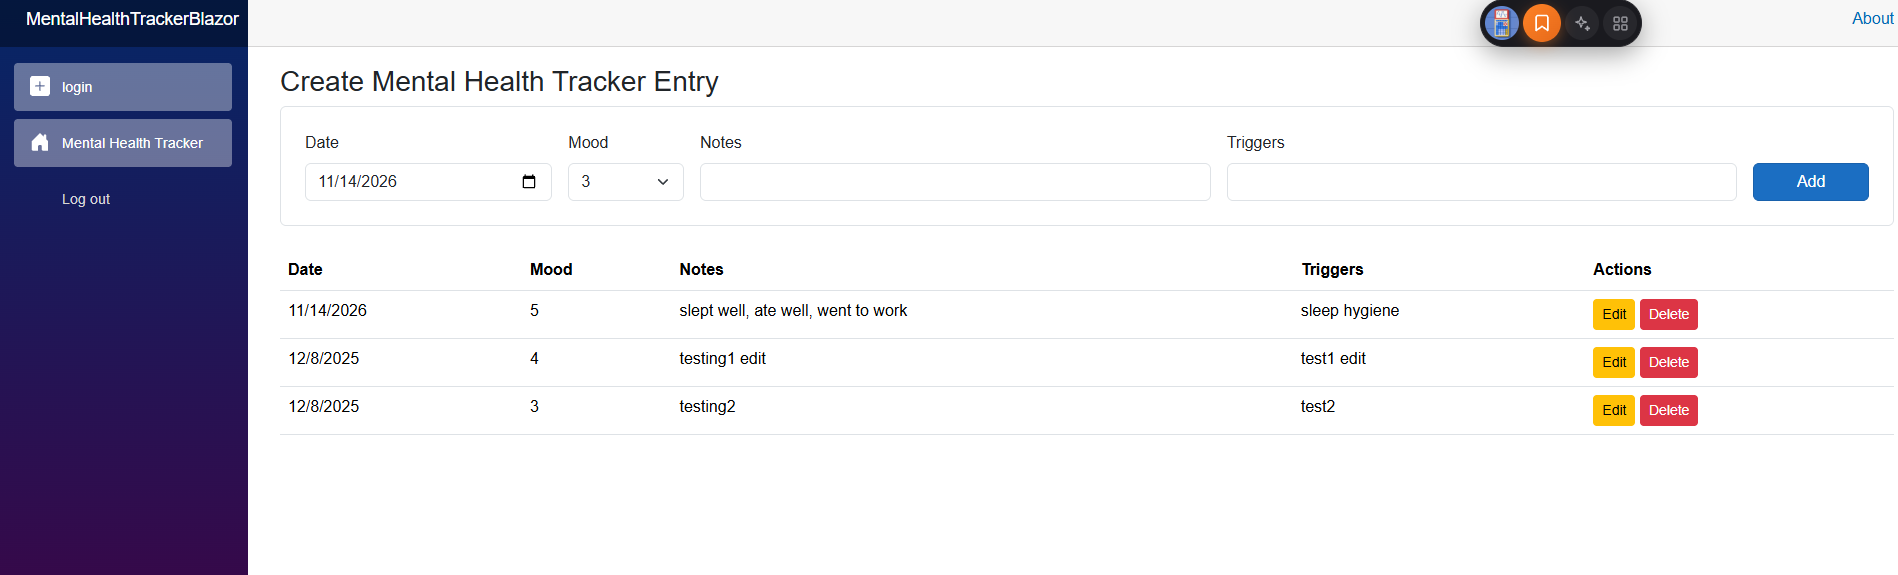 MentalHealthTrackerBlazor
About
login
Mental Health Tracker
Log out
Create Mental Health Tracker Entry
Date Mood Notes Triggers
11/14/2026 3 Add
Date Mood Notes Triggers Actions
11/14/2026 5 slept well, ate well, went to work sleep hygiene Edit Delete
12/8/2025 4 testing1 edit test1 edit Edit Delete
12/8/2025 3 testing2 test2 Edit Delete